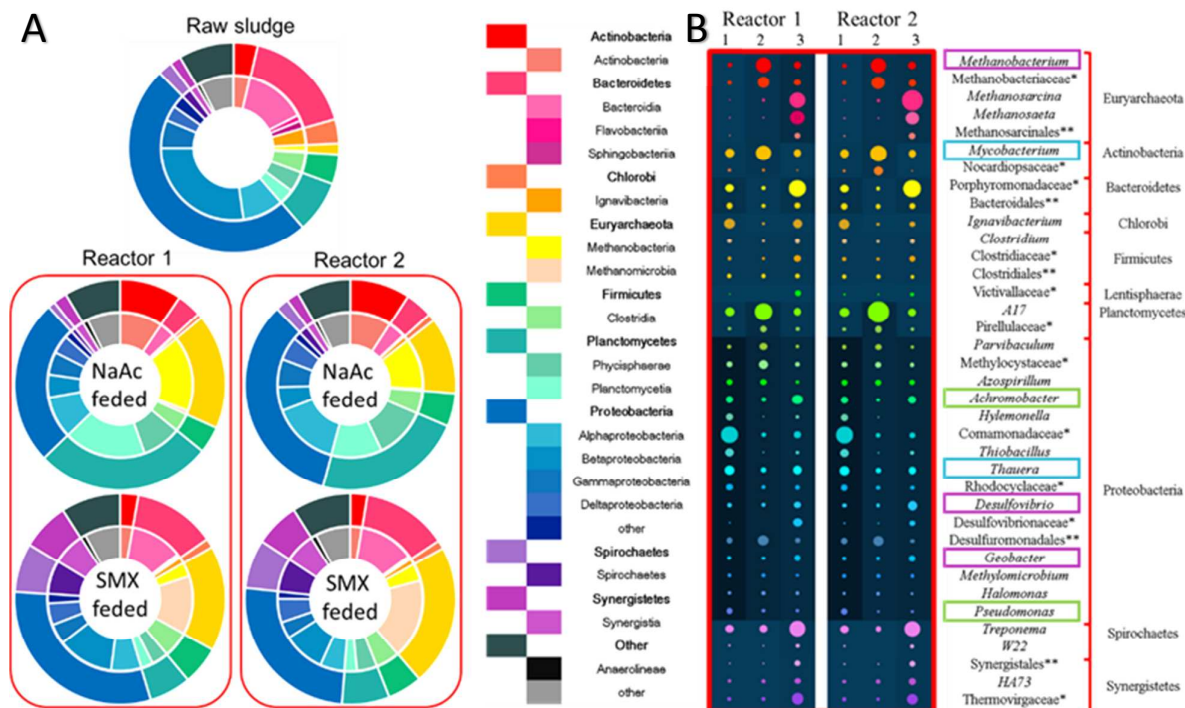 A
Raw sludge
Reactor 1
Reactor 2
NaAc
feded
NaAc
feded
SMX
feded
SMX
feded
Actinobacteria
Actinobacteria
Bacteroidetes
Bacteroidia
Flavobacteriia
Sphingobacteriia
Chlorobi
Ignavibacteria
Euryarchaeota
Methanobacteria
Methanomicrobia
Firmicutes
Clostridia
Planctomycetes
Phycisphaerae
Planctomycetia
Proteobacteria
Alphaproteobacteria
Betaproteobacteria
Gammaproteobacteria
Deltaproteobacteria
other
Spirochaetes
Spirochaetes
Synergistetes
Synergistia
Other
Anaerolineae
other
B
Reactor 1
Reactor 2
1 2 3
1 2 3
Methanobacterium
Methanobacteriaceae*
Methanosarcina
Methanosaeta
Methanosarcinales**
Mycobacterium
Nocardiopsaceae*
Porphyromonadaceae*
Bacteroidales**
Ignavibacterium
Clostridium
Clostridiaceae*
Clostridiales**
Victivallaceae*
A17
Pirellulaceae*
Parvibaculum
Methylocystaceae*
Azospirillum
Achromobacter
Hylemonella
Comamonadaceae*
Thiobacillus
Thauera
Rhodocyclaceae*
Desulfovibrio
Desulfovibrionaceae*
Desulfuromonadales**
Geobacter
Methylomicrobium
Halomonas
Pseudomonas
Treponema
W22
Synergistales**
HA73
Thermovirgaceae*
Euryarchaeota
Actinobacteria
Bacteroidetes
Chlorobi
Firmicutes
Lentisphaerae
Planctomycetes
Proteobacteria
Spirochaetes
Synergistetes